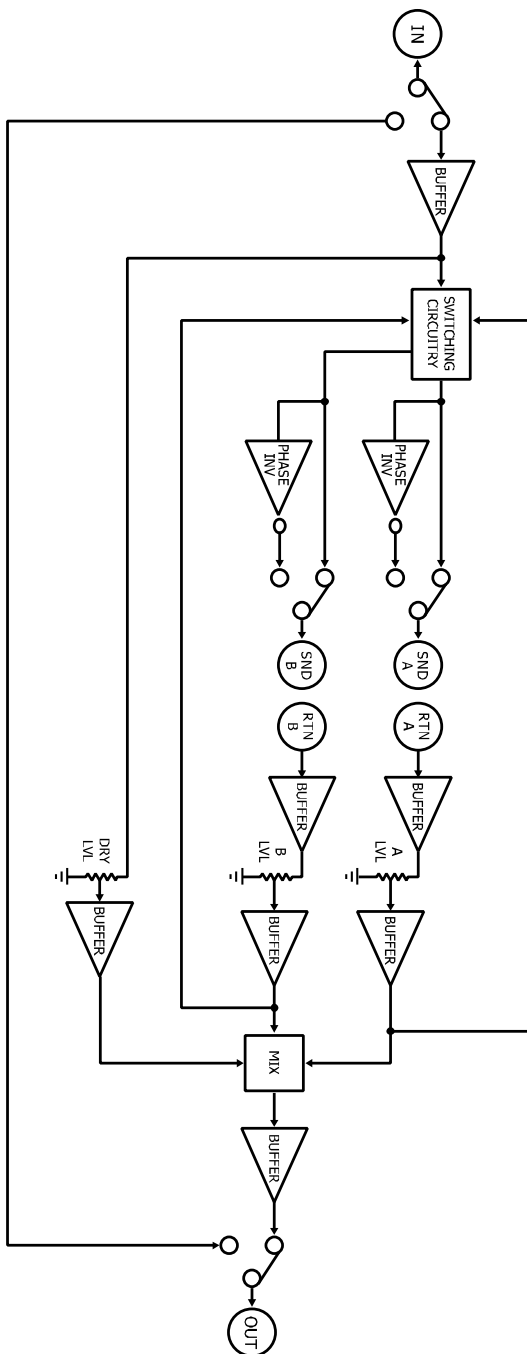 IN
BUFFER
SWITCHING
CIRCUITRY
PHASE
INV
PHASE
INV
SND
A
SND
B
RTN
A
RTN
B
BUFFER
BUFFER
A
LVL
B
LVL
DRY
LVL
BUFFER
BUFFER
BUFFER
MIX
BUFFER
OUT